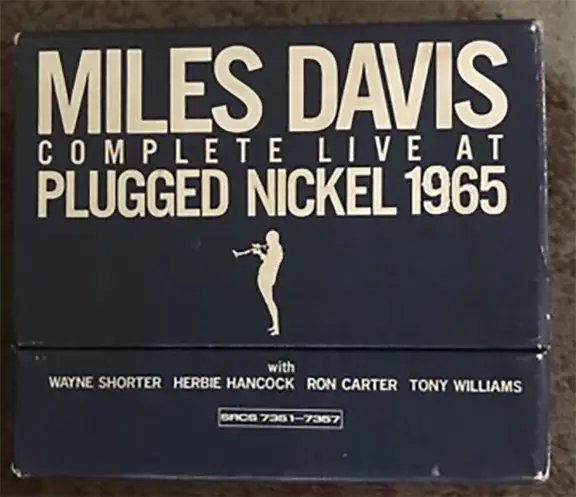 MILES DAVIS
COMPLETE LIVE AT
PLUGGED NICKEL 1965
with
WAYNE SHORTER HERBIE HANCOCK RON CARTER TONY WILLIAMS
SRCS 7351–7357